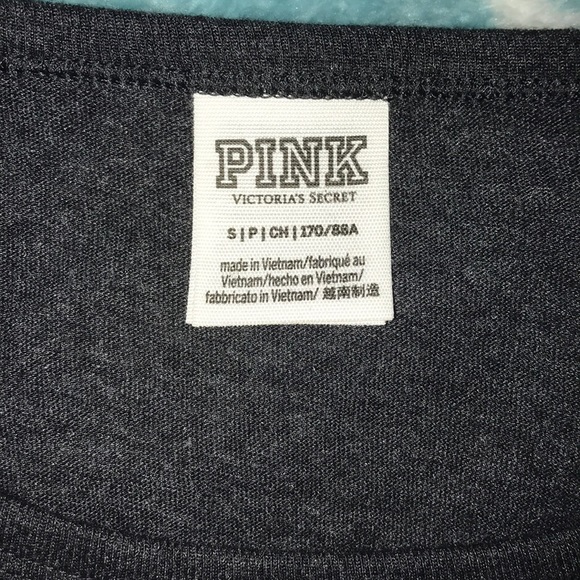 PINK
VICTORIA'S SECRET
S | P | CH | 170/88A
made in Vietnam/fabriqué au
Vietnam/hecho en Vietnam/
fabbricato in Vietnam/ 越南制造